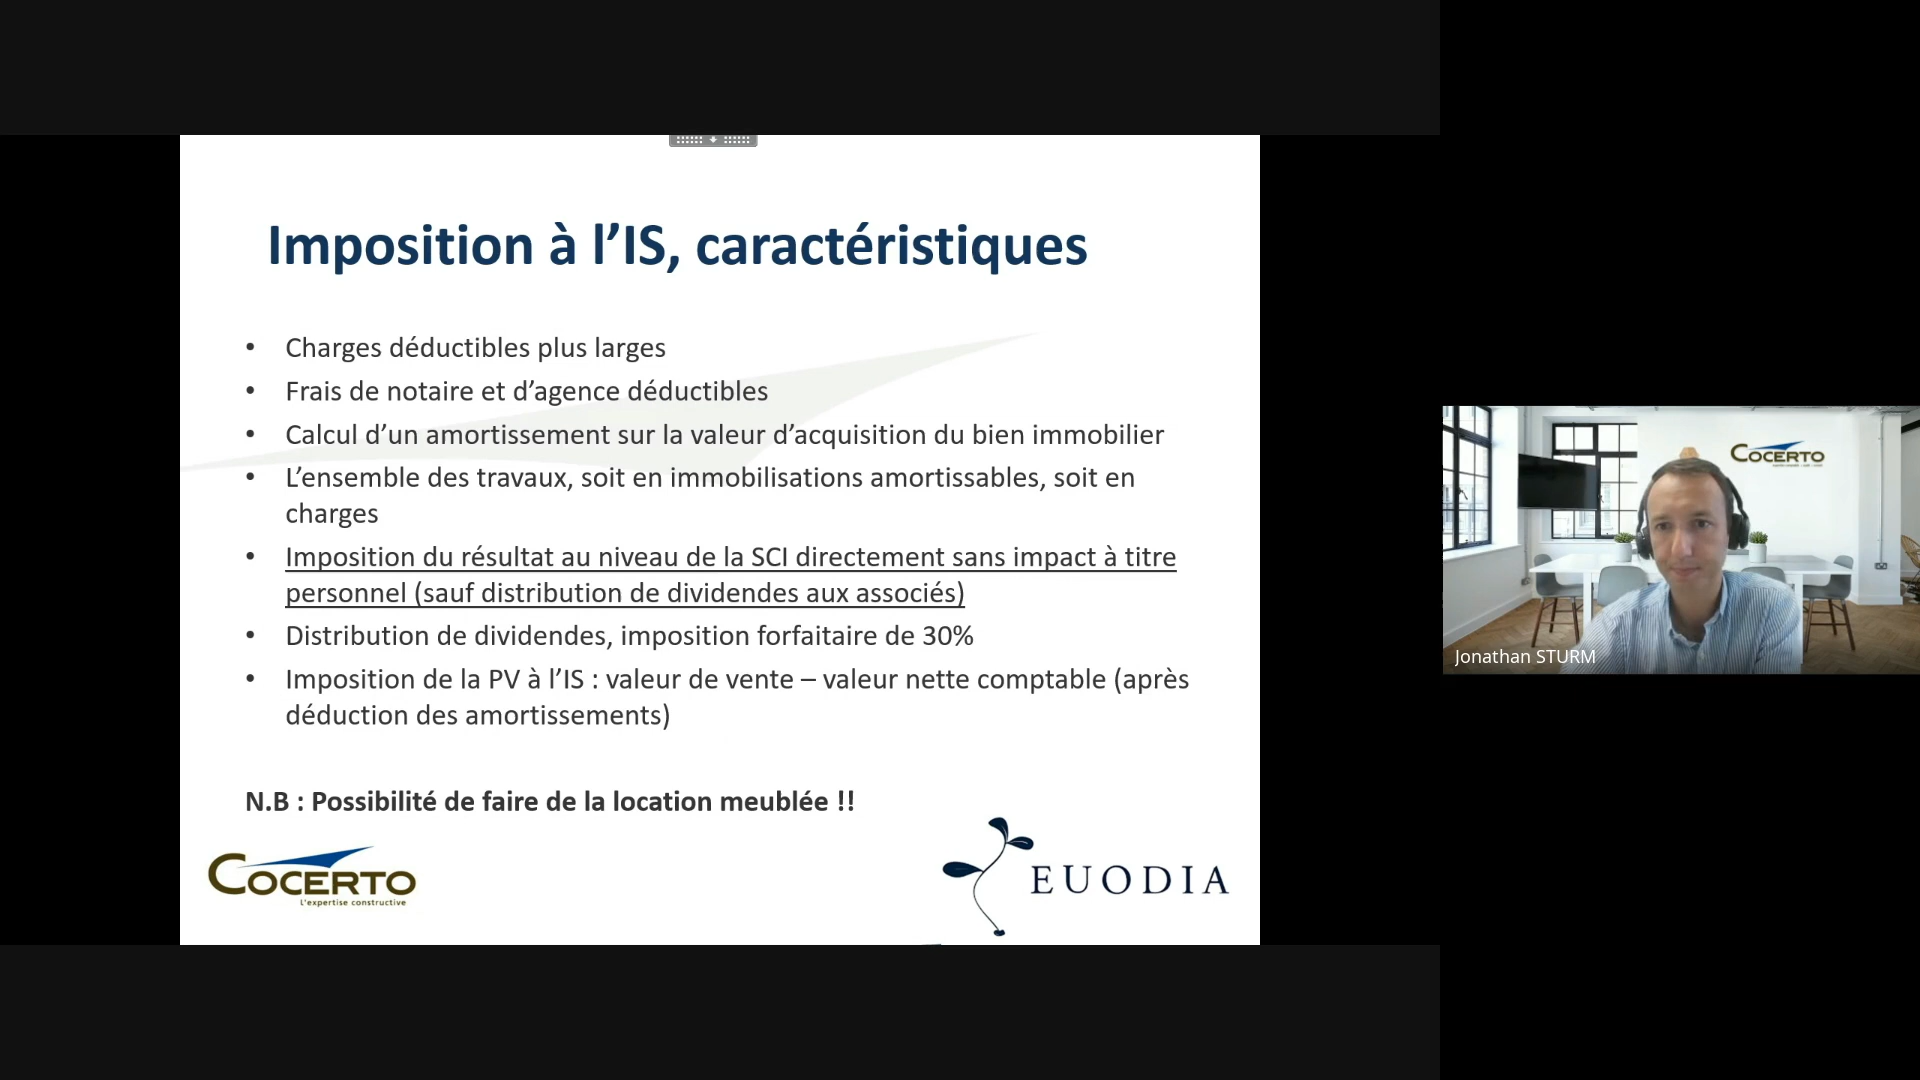 Imposition à l’IS, caractéristiques
• Charges déductibles plus larges
• Frais de notaire et d’agence déductibles
• Calcul d’un amortissement sur la valeur d’acquisition du bien immobilier
• L’ensemble des travaux, soit en immobilisations amortissables, soit en
charges
• Imposition du résultat au niveau de la SCI directement sans impact à titre
personnel (sauf distribution de dividendes aux associés)
• Distribution de dividendes, imposition forfaitaire de 30%
• Imposition de la PV à l’IS : valeur de vente – valeur nette comptable (après
déduction des amortissements)
N.B : Possibilité de faire de la location meublée !!
COCERTO
L'expertise constructive
EUODIA
COCERTO
Jonathan STURM